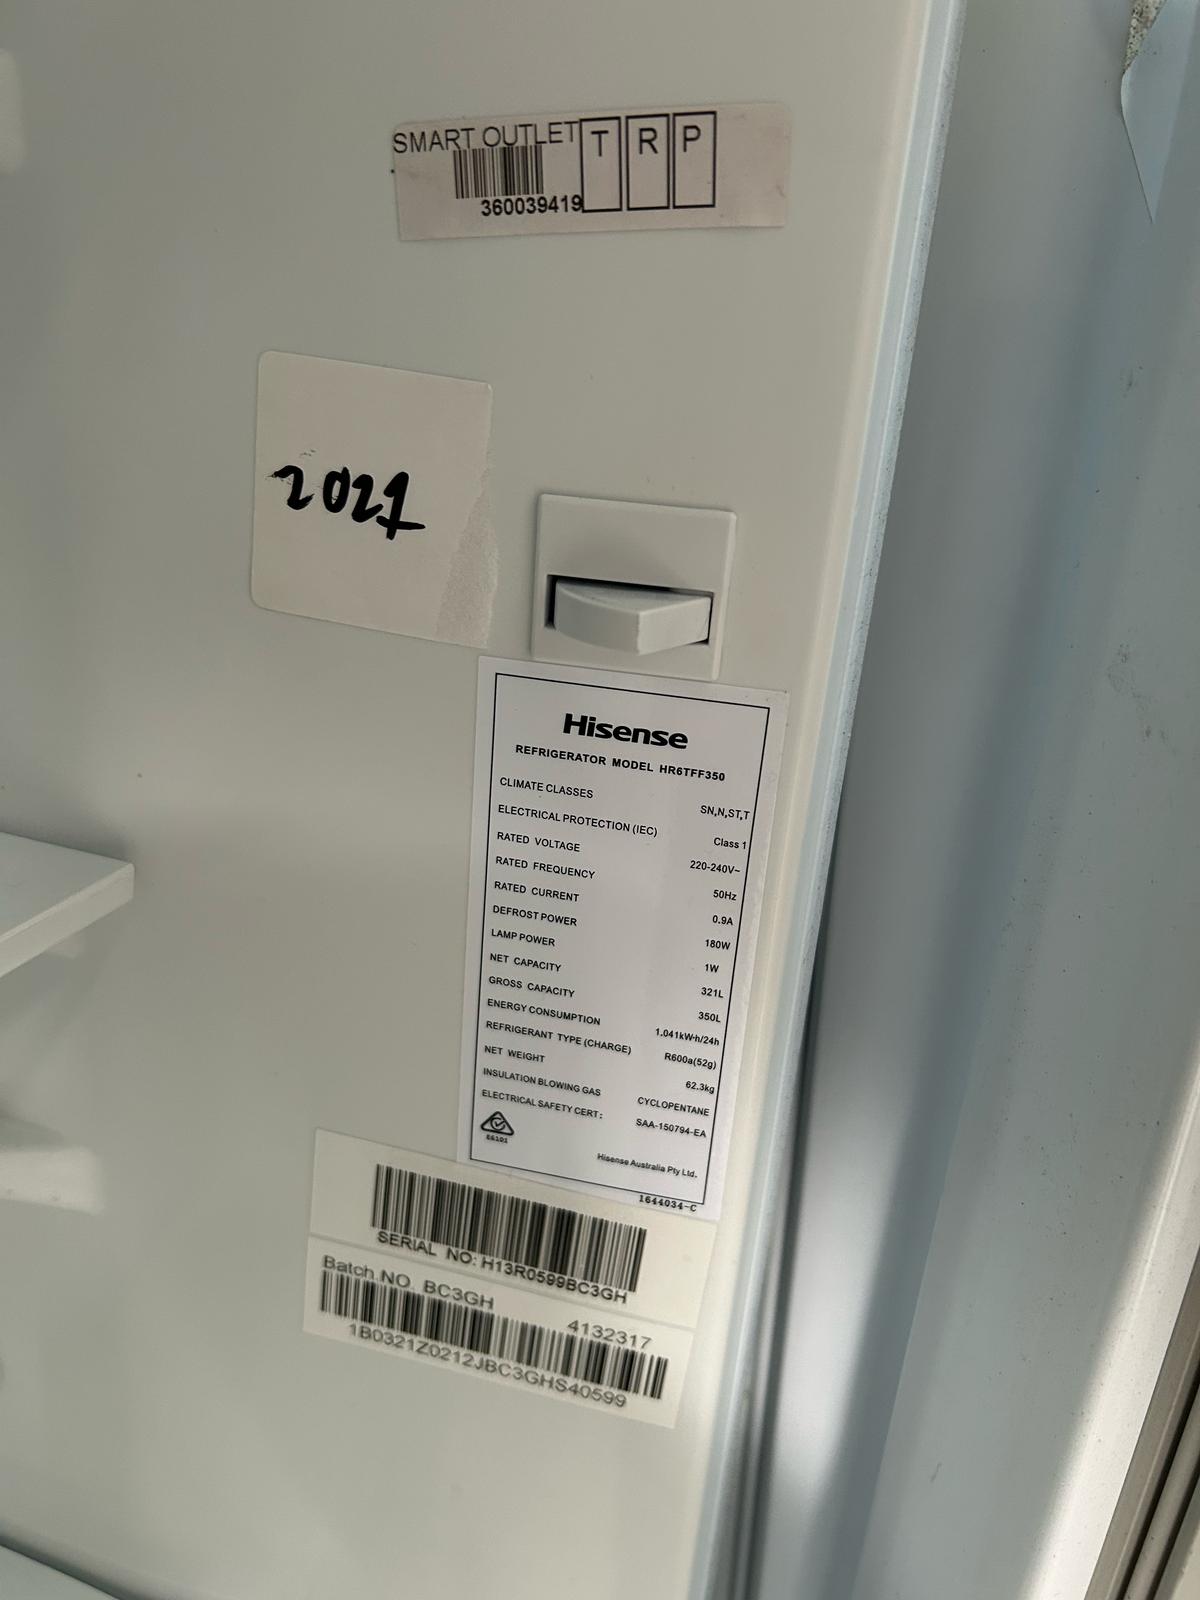 SMART OUTLET T R P
360039419
2021
Hisense
REFRIGERATOR MODEL HR6TFF350
CLIMATE CLASSES SN,N,ST,T
ELECTRICAL PROTECTION (IEC) Class 1
RATED VOLTAGE 220-240V~
RATED FREQUENCY 50Hz
RATED CURRENT 0.9A
DEFROST POWER 180W
LAMP POWER 1W
NET CAPACITY 321L
GROSS CAPACITY 350L
ENERGY CONSUMPTION 1.041kW·h/24h
REFRIGERANT TYPE (CHARGE) R600a(52g)
NET WEIGHT 62.3kg
INSULATION BLOWING GAS CYCLOPENTANE
ELECTRICAL SAFETY CERT: SAA-150794-EA
E6101
Hisense Australia Pty Ltd.
1644034-C
SERIAL NO: H13R0599BC3GH
Batch NO. BC3GH 4132317
1B0321Z0212JBC3GHS40599